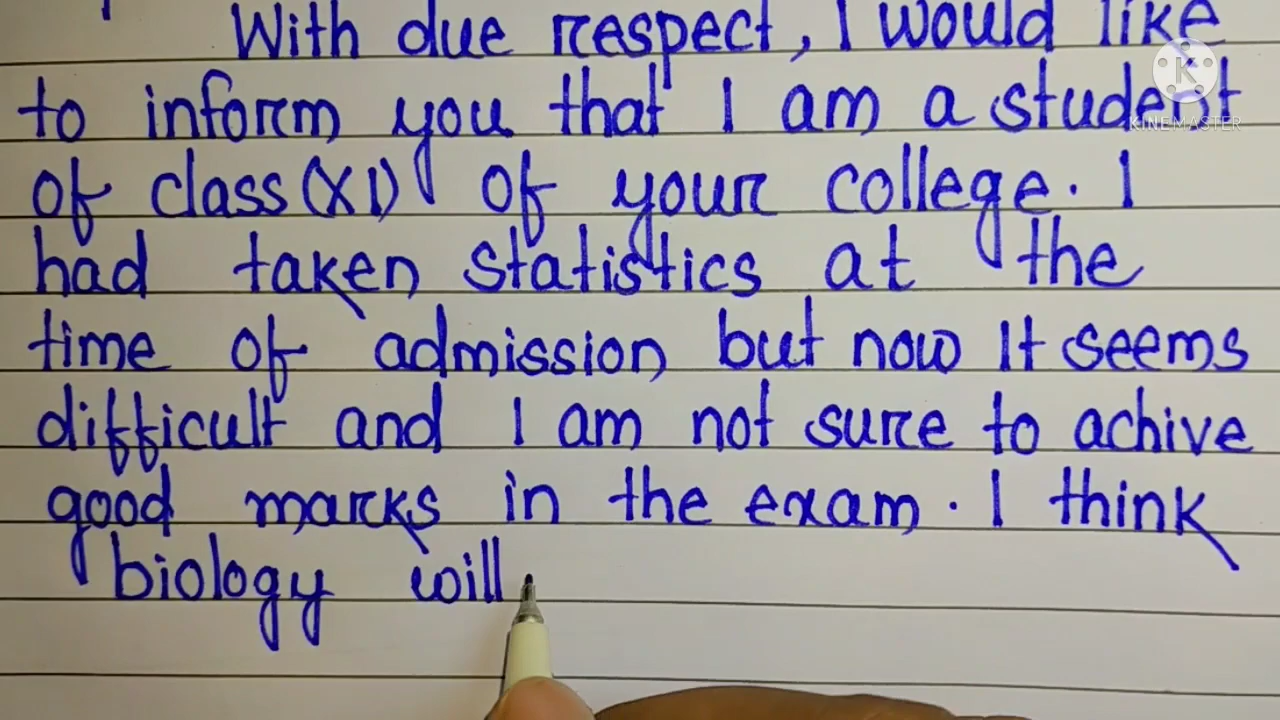 With due respect, I would like
to inform you that I am a student
of class(XI) of your college. I
had taken statistics at the
time of admission but now It seems
difficult and I am not sure to achive
good marks in the exam. I think
biology will
K
KINEMASTER